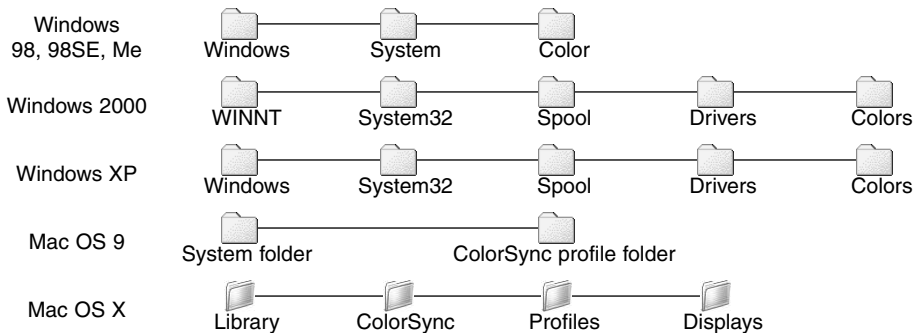 Windows
98, 98SE, Me
Windows System Color
Windows 2000
WINNT System32 Spool Drivers Colors
Windows XP
Windows System32 Spool Drivers Colors
Mac OS 9
System folder ColorSync profile folder
Mac OS X
Library ColorSync Profiles Displays